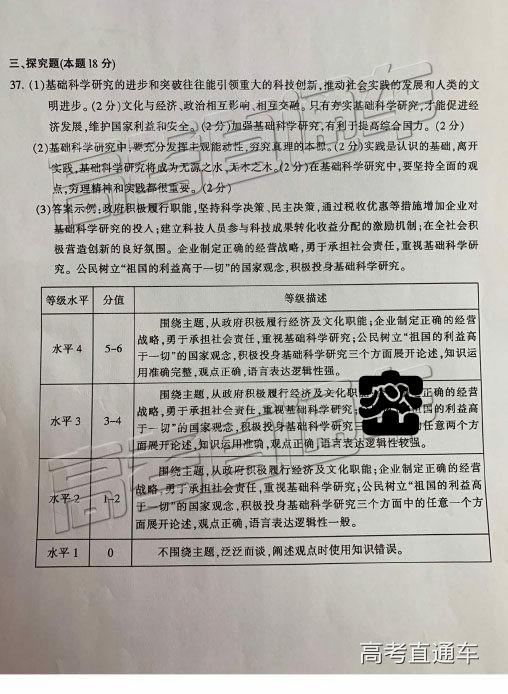 三、探究题(本题18分)
37. (1)基础科学研究的进步和突破往往能引领重大的科技创新,推动社会实践的发展和人类的文
明进步。(2分)文化与经济、政治相互影响、相互交融。只有夯实基础科学研究,才能促进经
济发展,维护国家利益和安全。(2分)加强基础科学研究,有利于提高综合国力。(2分)
(2)基础科学研究中,要充分发挥主观能动性,穷究真理的本源。(2分)实践是认识的基础,离开
实践,基础科学研究将成为无源之水,无本之木。(2分)在基础科学研究中,要坚持全面的观
点,穷理精神和实践都很重要。(2分)
(3)答案示例:政府积极履行职能,坚持科学决策、民主决策,通过税收优惠等措施增加企业对
基础科学研究的投入;建立科技人员参与科技成果转化收益分配的激励机制;在全社会积
极营造创新的良好氛围。企业制定正确的经营战略,勇于承担社会责任,重视基础科学研
究。公民树立“祖国的利益高于一切”的国家观念,积极投身基础科学研究。
等级水平 分值 等级描述
水平4 5-6 围绕主题,从政府积极履行经济及文化职能;企业制定正确的经营
战略,勇于承担社会责任,重视基础科学研究;公民树立“祖国的利益高
于一切”的国家观念,积极投身基础科学研究三个方面展开论述,知识运
用准确完整,观点正确,语言表达逻辑性强。
水平3 3-4 围绕主题,从政府积极履行经济及文化职 正确的经营
战略,勇于承担社会责任,重视基础科学研究; 国的利益高
于一切”的国家观念,积极投身基础科学研究三 的任意两个方
面展开论述,知识运用准确,观点正确,语言表达逻辑性较强。
水平2 1-2 围绕主题,从政府积极履行经济及文化职能;企业制定正确的经营
战略,勇于承担社会责任,重视基础科学研究;公民树立“祖国的利益高
于一切”的国家观念,积极投身基础科学研究三个方面中的任意一个方
面展开论述,观点正确,语言表达逻辑性一般。
水平1 0 不围绕主题,泛泛而谈,阐述观点时使用知识错误。
高考直通车
高考直通车
高考直通车